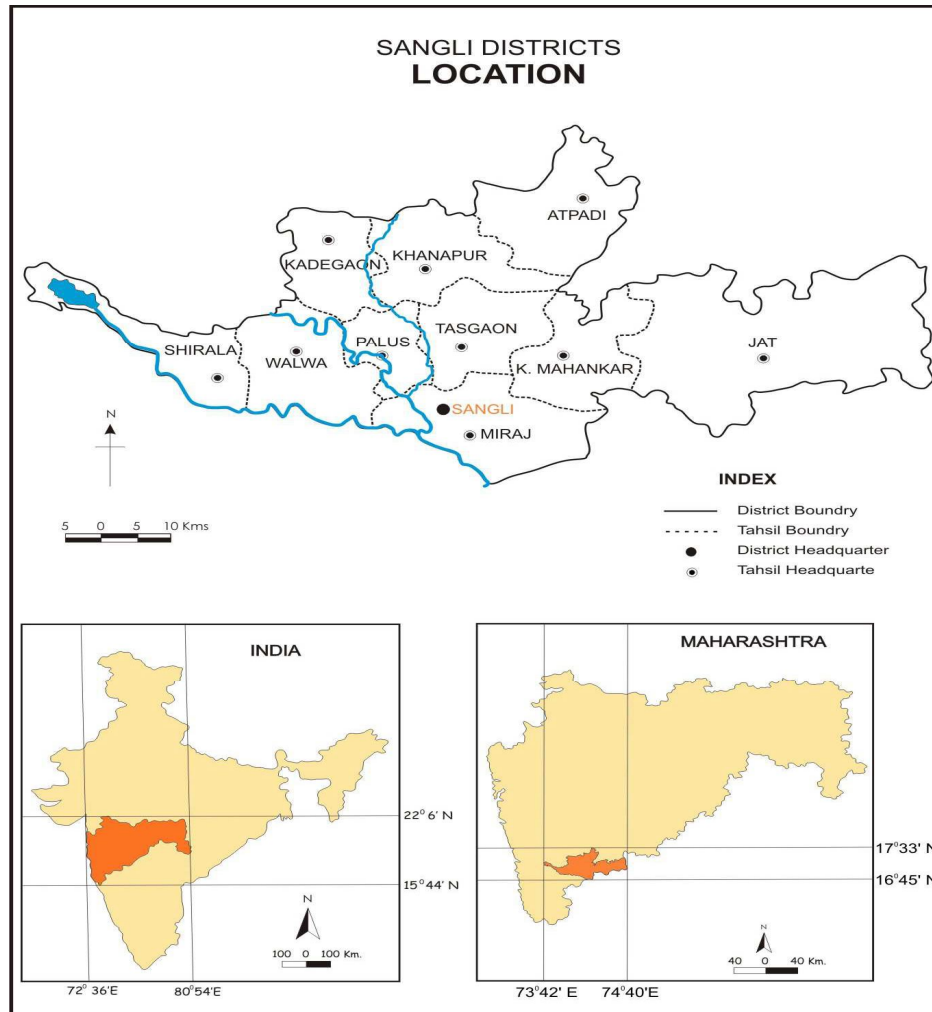 SANGLI DISTRICTS
LOCATION
ATPADI
KHANAPUR
KADEGAON
TASGAON
PALUS
SHIRALA
WALWA
K. MAHANKAR
JAT
SANGLI
MIRAJ
N
INDEX
5 0 5 10 Kms
District Boundry
Tahsil Boundry
District Headquarter
Tahsil Headquarte
INDIA
22° 6' N
15° 44' N
N
100 0 100 Km.
72° 36'E 80° 54'E
MAHARASHTRA
17° 33' N
16° 45' N
N
40 0 40 Km.
73° 42' E 74° 40'E